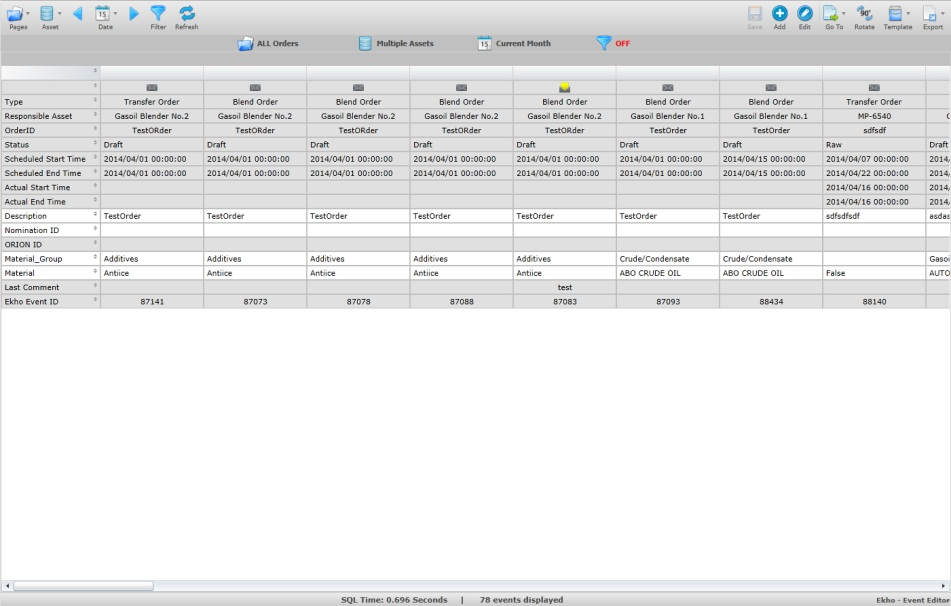 Pages Asset 15 Date Filter Refresh Save Add Edit Go To 90° Rotate Template Export
ALL Orders Multiple Assets 15 Current Month OFF
Type Transfer Order Blend Order Blend Order Blend Order Blend Order Blend Order Blend Order Transfer Order
Responsible Asset Gasoil Blender No.2 Gasoil Blender No.2 Gasoil Blender No.2 Gasoil Blender No.2 Gasoil Blender No.2 Gasoil Blender No.1 Gasoil Blender No.1 MP-6540
OrderID TestORder TestORder TestORder TestORder TestORder TestORder TestORder sdfsdf
Status Draft Draft Draft Draft Draft Draft Draft Raw Draft
Scheduled Start Time 2014/04/01 00:00:00 2014/04/01 00:00:00 2014/04/01 00:00:00 2014/04/01 00:00:00 2014/04/01 00:00:00 2014/04/01 00:00:00 2014/04/15 00:00:00 2014/04/07 00:00:00 2014/
Scheduled End Time 2014/04/01 00:00:00 2014/04/01 00:00:00 2014/04/01 00:00:00 2014/04/01 00:00:00 2014/04/01 00:00:00 2014/04/01 00:00:00 2014/04/15 00:00:00 2014/04/22 00:00:00 2014/
Actual Start Time 2014/04/16 00:00:00 2014/
Actual End Time 2014/04/16 00:00:00 2014/
Description TestOrder TestOrder TestOrder TestOrder TestOrder TestOrder TestOrder sdfsdfsdf asdas
Nomination ID
ORION ID
Material_Group Additives Additives Additives Additives Additives Crude/Condensate Crude/Condensate Gasoi
Material Antiice Antiice Antiice Antiice Antiice ABO CRUDE OIL ABO CRUDE OIL False AUTO
Last Comment test
Ekho Event ID 87141 87073 87078 87088 87083 87093 88434 88140
SQL Time: 0.696 Seconds | 78 events displayed Ekho - Event Editor